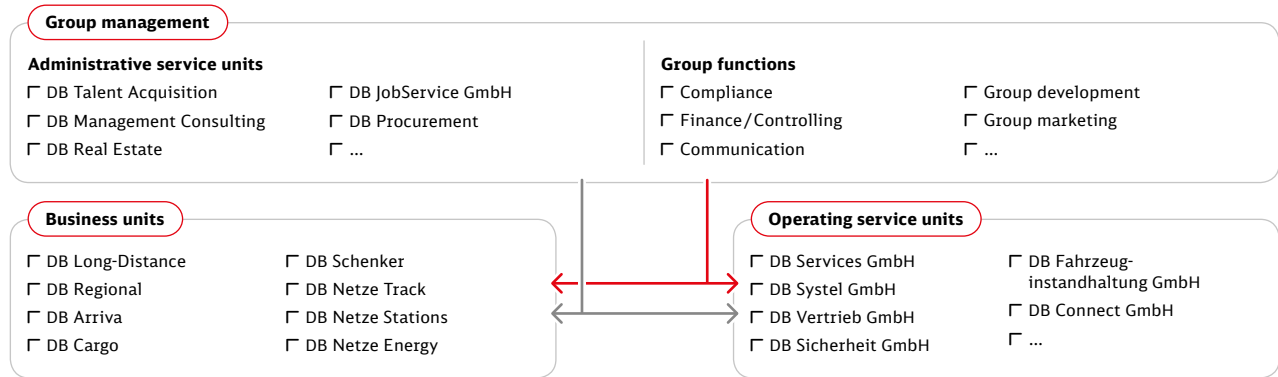 Group management
Administrative service units
DB Talent Acquisition
DB Management Consulting
DB Real Estate
DB JobService GmbH
DB Procurement
...
Group functions
Compliance
Finance/Controlling
Communication
Group development
Group marketing
...
Business units
DB Long-Distance
DB Regional
DB Arriva
DB Cargo
DB Schenker
DB Netze Track
DB Netze Stations
DB Netze Energy
Operating service units
DB Services GmbH
DB Systel GmbH
DB Vertrieb GmbH
DB Sicherheit GmbH
DB Fahrzeug-
instandhaltung GmbH
DB Connect GmbH
...